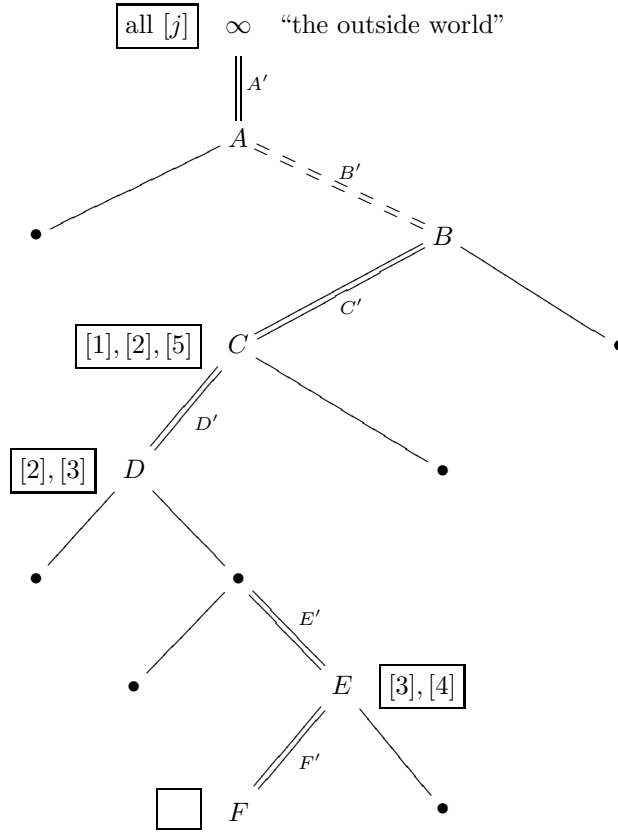 all [j] ∞ “the outside world”
A′
A
B′
B
C′
[1], [2], [5] C
D′
[2], [3] D
E′
E [3], [4]
F′
F